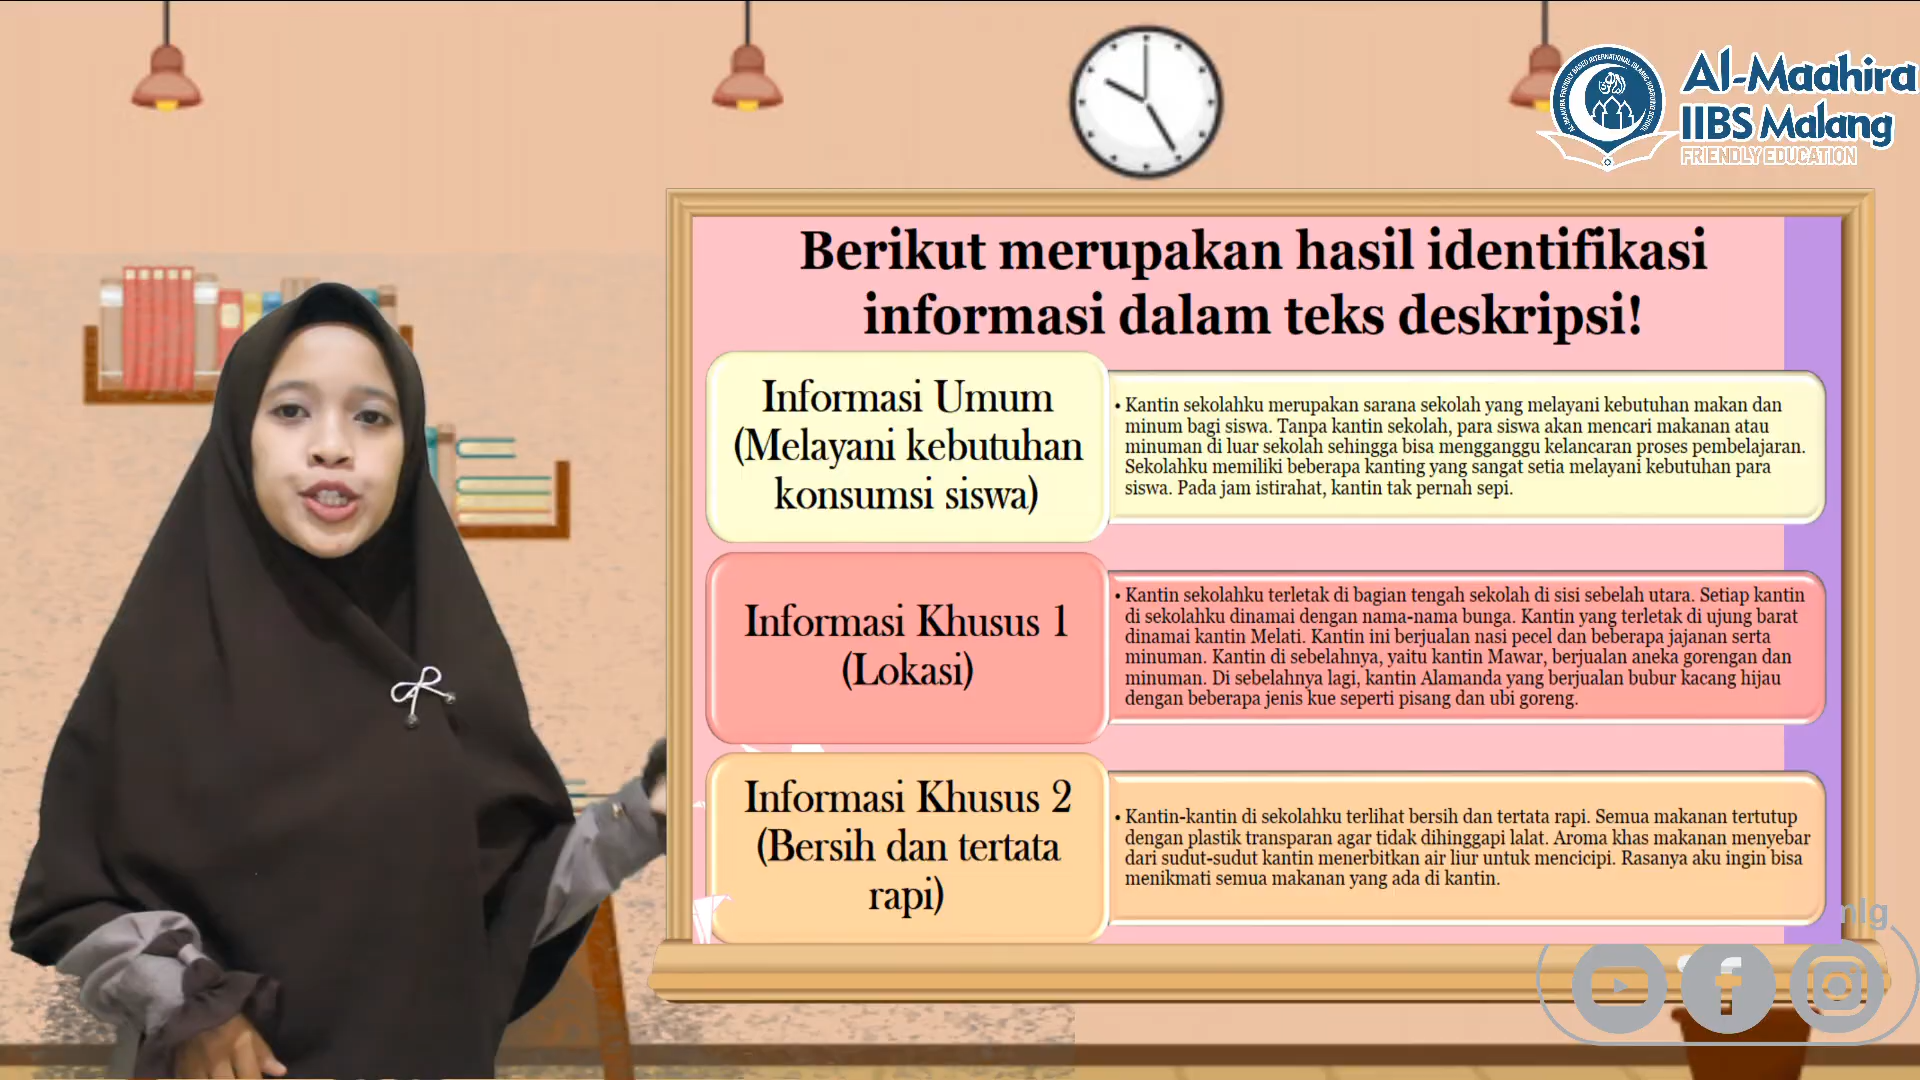 Al-Maahira
IIBS Malang
FRIENDLY EDUCATION
Berikut merupakan hasil identifikasi
informasi dalam teks deskripsi!
Informasi Umum
(Melayani kebutuhan
konsumsi siswa)
• Kantin sekolahku merupakan sarana sekolah yang melayani kebutuhan makan dan
minum bagi siswa. Tanpa kantin sekolah, para siswa akan mencari makanan atau
minuman di luar sekolah sehingga bisa mengganggu kelancaran proses pembelajaran.
Sekolahku memiliki beberapa kanting yang sangat setia melayani kebutuhan para
siswa. Pada jam istirahat, kantin tak pernah sepi.
Informasi Khusus 1
(Lokasi)
• Kantin sekolahku terletak di bagian tengah sekolah di sisi sebelah utara. Setiap kantin
di sekolahku dinamai dengan nama-nama bunga. Kantin yang terletak di ujung barat
dinamai kantin Melati. Kantin ini berjualan nasi pecel dan beberapa jajanan serta
minuman. Kantin di sebelahnya, yaitu kantin Mawar, berjualan aneka gorengan dan
minuman. Di sebelahnya lagi, kantin Alamanda yang berjualan bubur kacang hijau
dengan beberapa jenis kue seperti pisang dan ubi goreng.
Informasi Khusus 2
(Bersih dan tertata
rapi)
• Kantin-kantin di sekolahku terlihat bersih dan tertata rapi. Semua makanan tertutup
dengan plastik transparan agar tidak dihinggapi lalat. Aroma khas makanan menyebar
dari sudut-sudut kantin menerbitkan air liur untuk mencicipi. Rasanya aku ingin bisa
menikmati semua makanan yang ada di kantin.
mlg